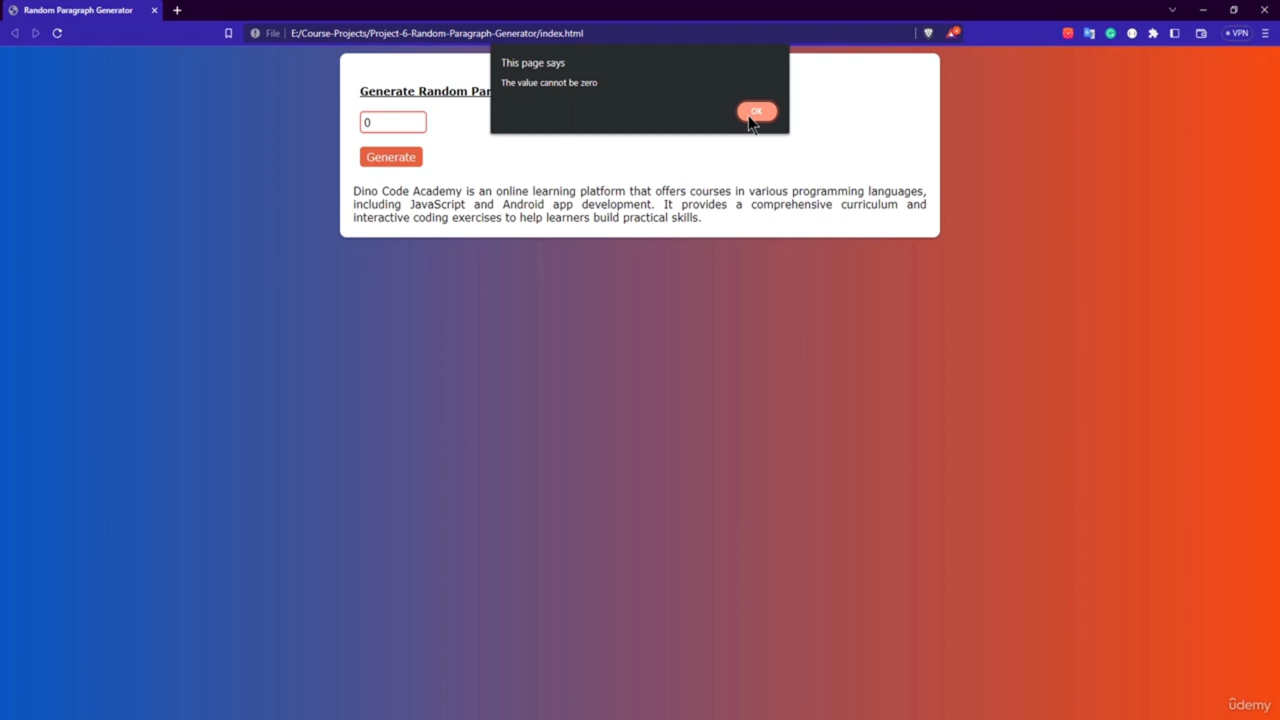 Random Paragraph Generator
File E:/Course-Projects/Project-6-Random-Paragraph-Generator/index.html
VPN
This page says
The value cannot be zero
OK
Generate Random Par
0
Generate
Dino Code Academy is an online learning platform that offers courses in various programming languages,
including JavaScript and Android app development. It provides a comprehensive curriculum and
interactive coding exercises to help learners build practical skills.
ûdemy